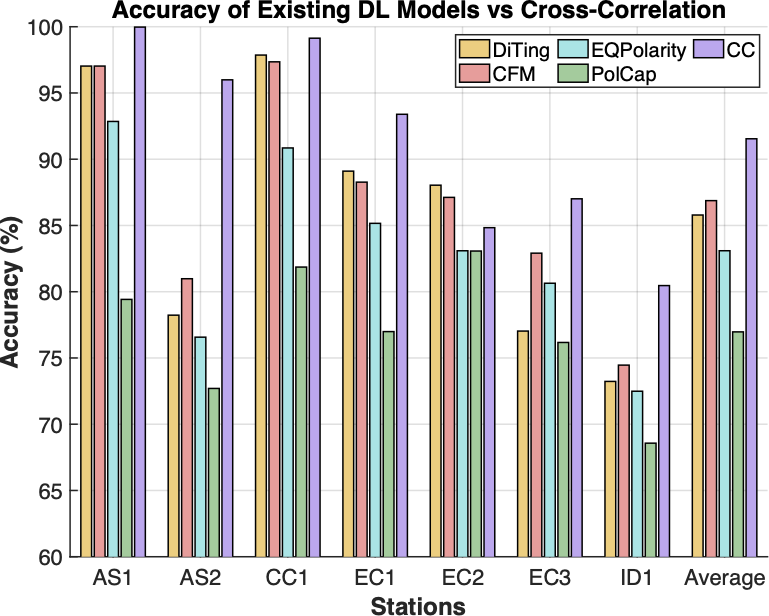 Accuracy of Existing DL Models vs Cross-Correlation
DiTing EQPolarity CC
CFM PolCap
Accuracy (%)
100
95
90
85
80
75
70
65
60
AS1 AS2 CC1 EC1 EC2 EC3 ID1 Average
Stations